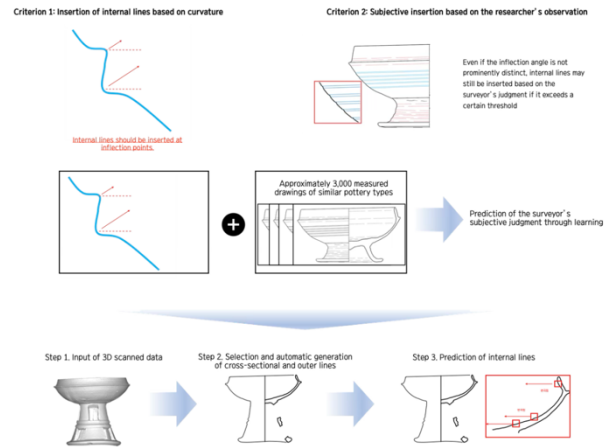 Criterion 1: Insertion of internal lines based on curvature
Criterion 2: Subjective insertion based on the researcher's observation
Internal lines should be inserted at
inflection points.
Even if the inflection angle is not
prominently distinct, internal lines may
still be inserted based on the
surveyor's judgment if it exceeds a
certain threshold
Approximately 3,000 measured
drawings of similar pottery types
Prediction of the surveyor's
subjective judgment through learning
Step 1. Input of 3D scanned data
Step 2. Selection and automatic generation
of cross-sectional and outer lines
Step 3. Prediction of internal lines